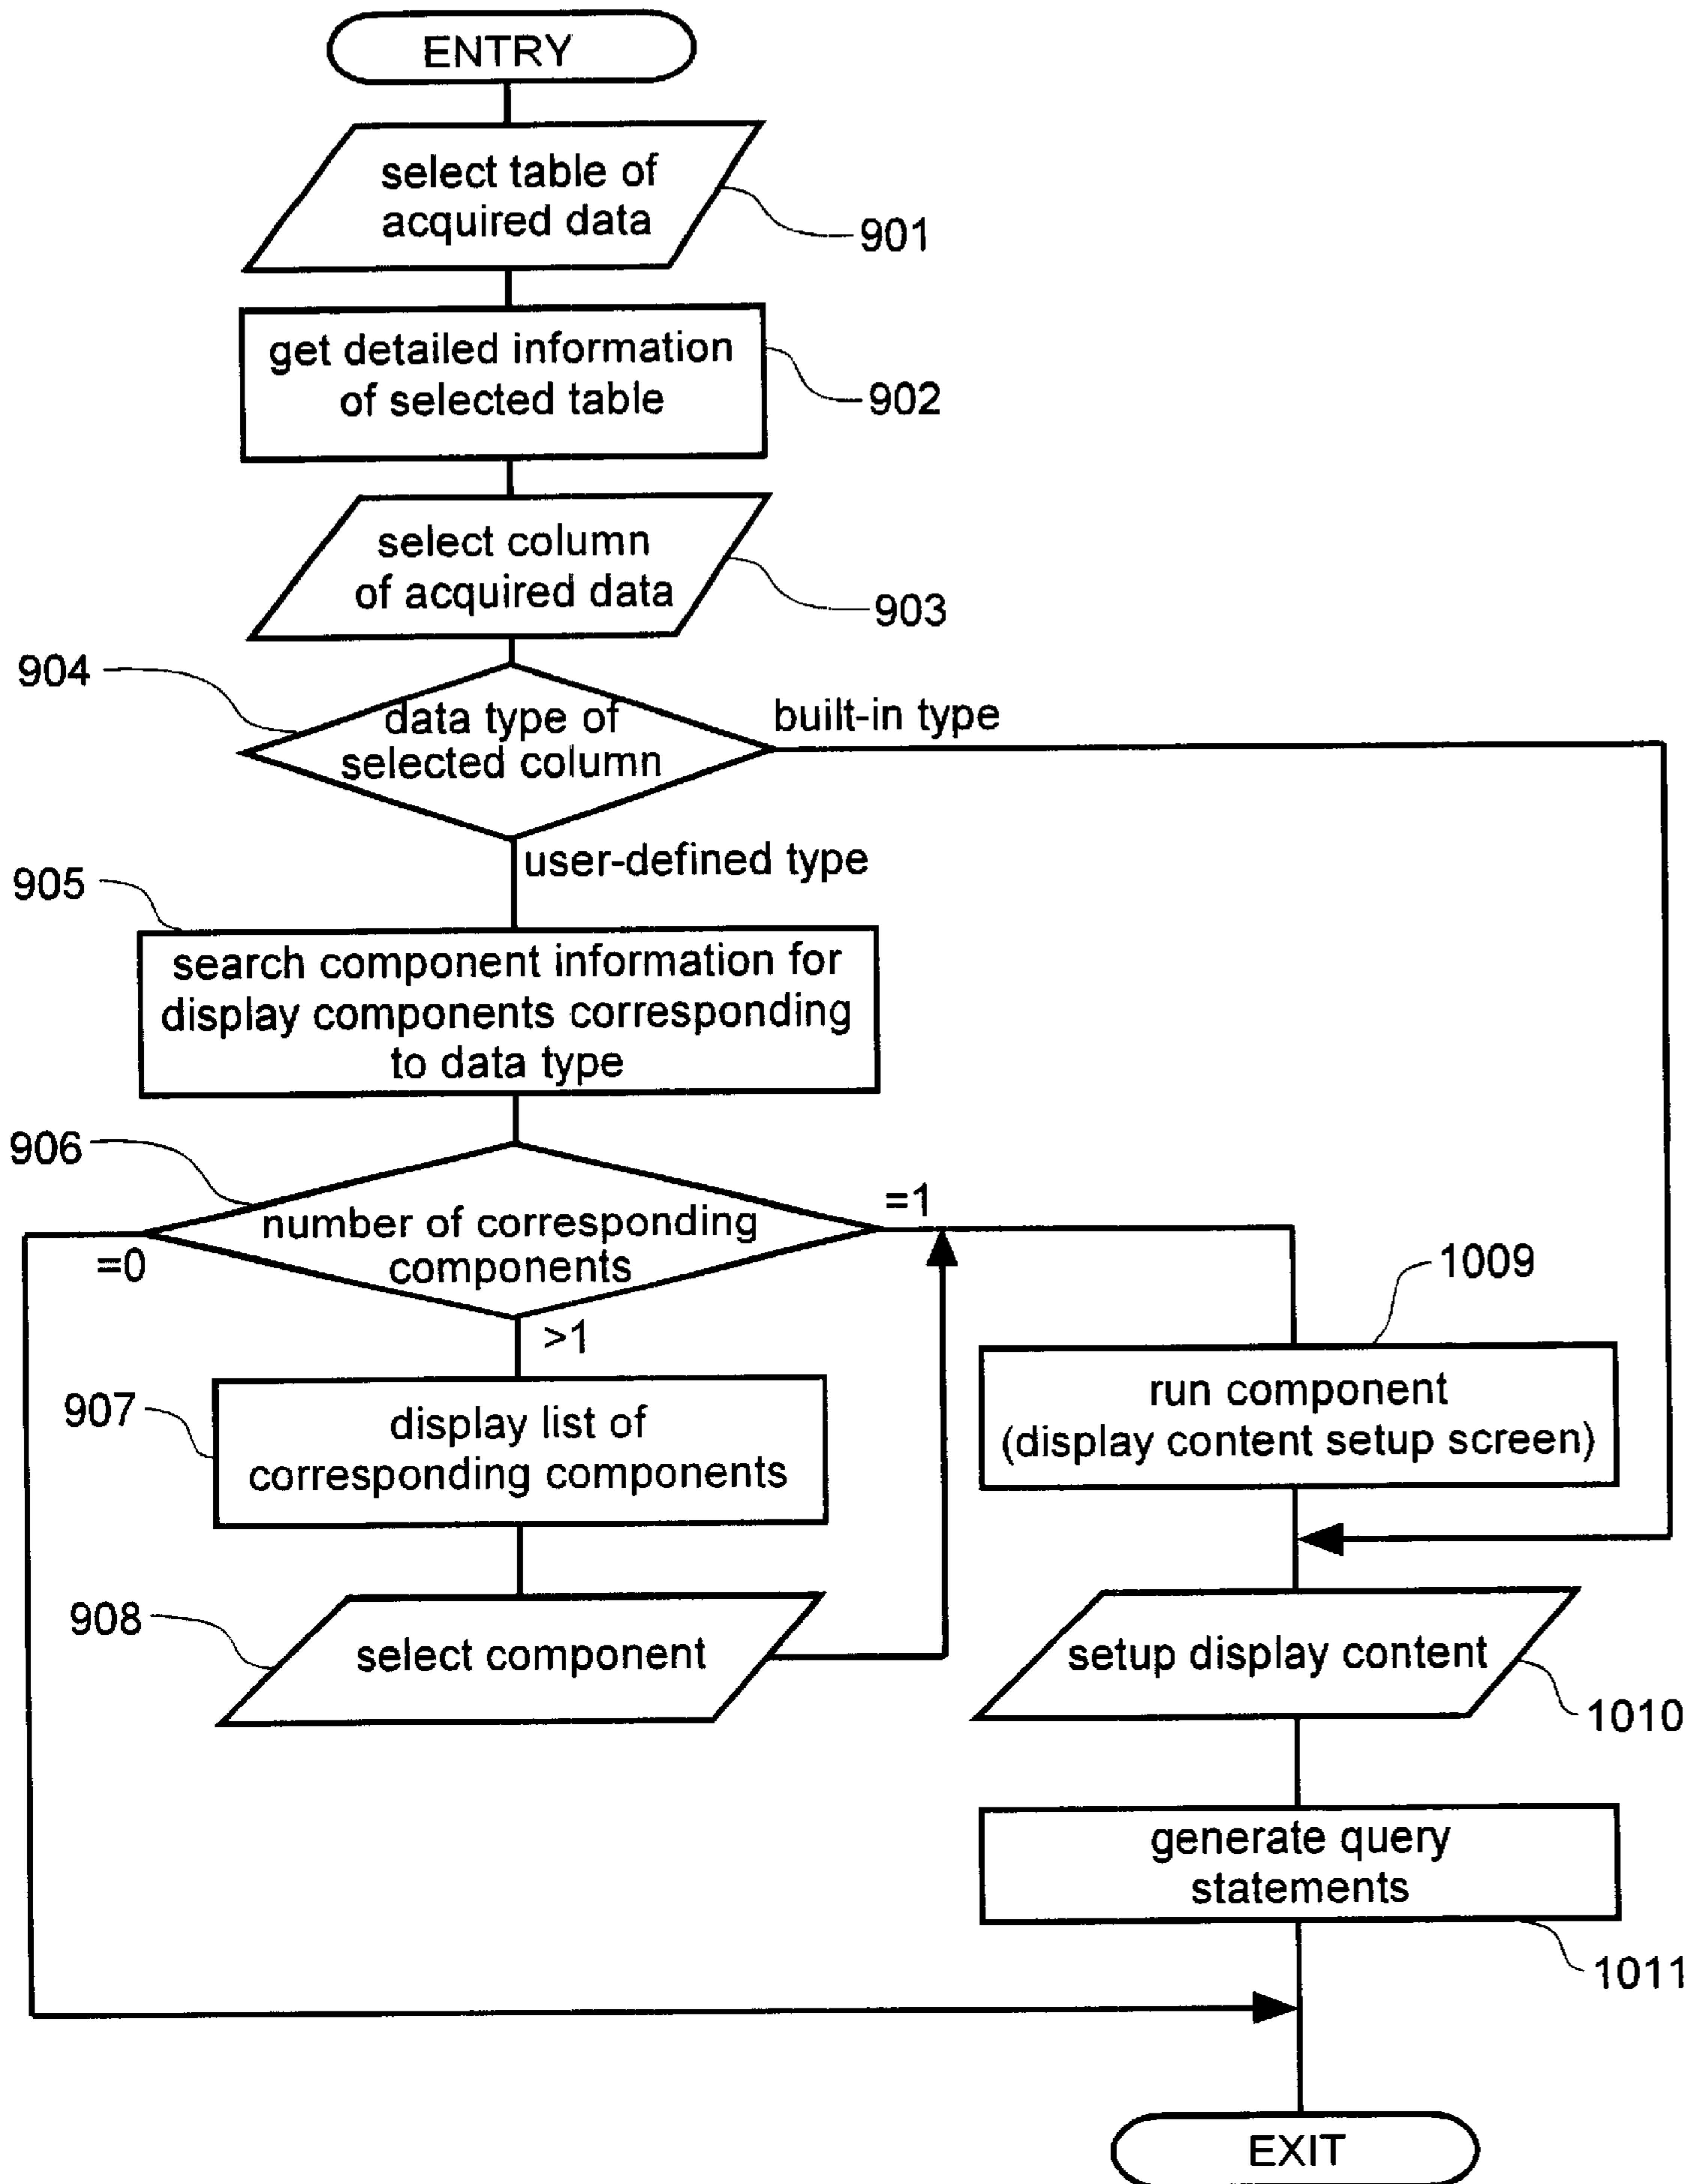 ENTRY
select table of
acquired data
901
get detailed information
of selected table
902
select column
of acquired data
903
904
data type of
selected column
built-in type
user-defined type
905
search component information for
display components corresponding
to data type
906
number of corresponding
components
=1
=0
>1
1009
run component
(display content setup screen)
907
display list of
corresponding components
908
select component
setup display content
1010
generate query
statements
1011
EXIT